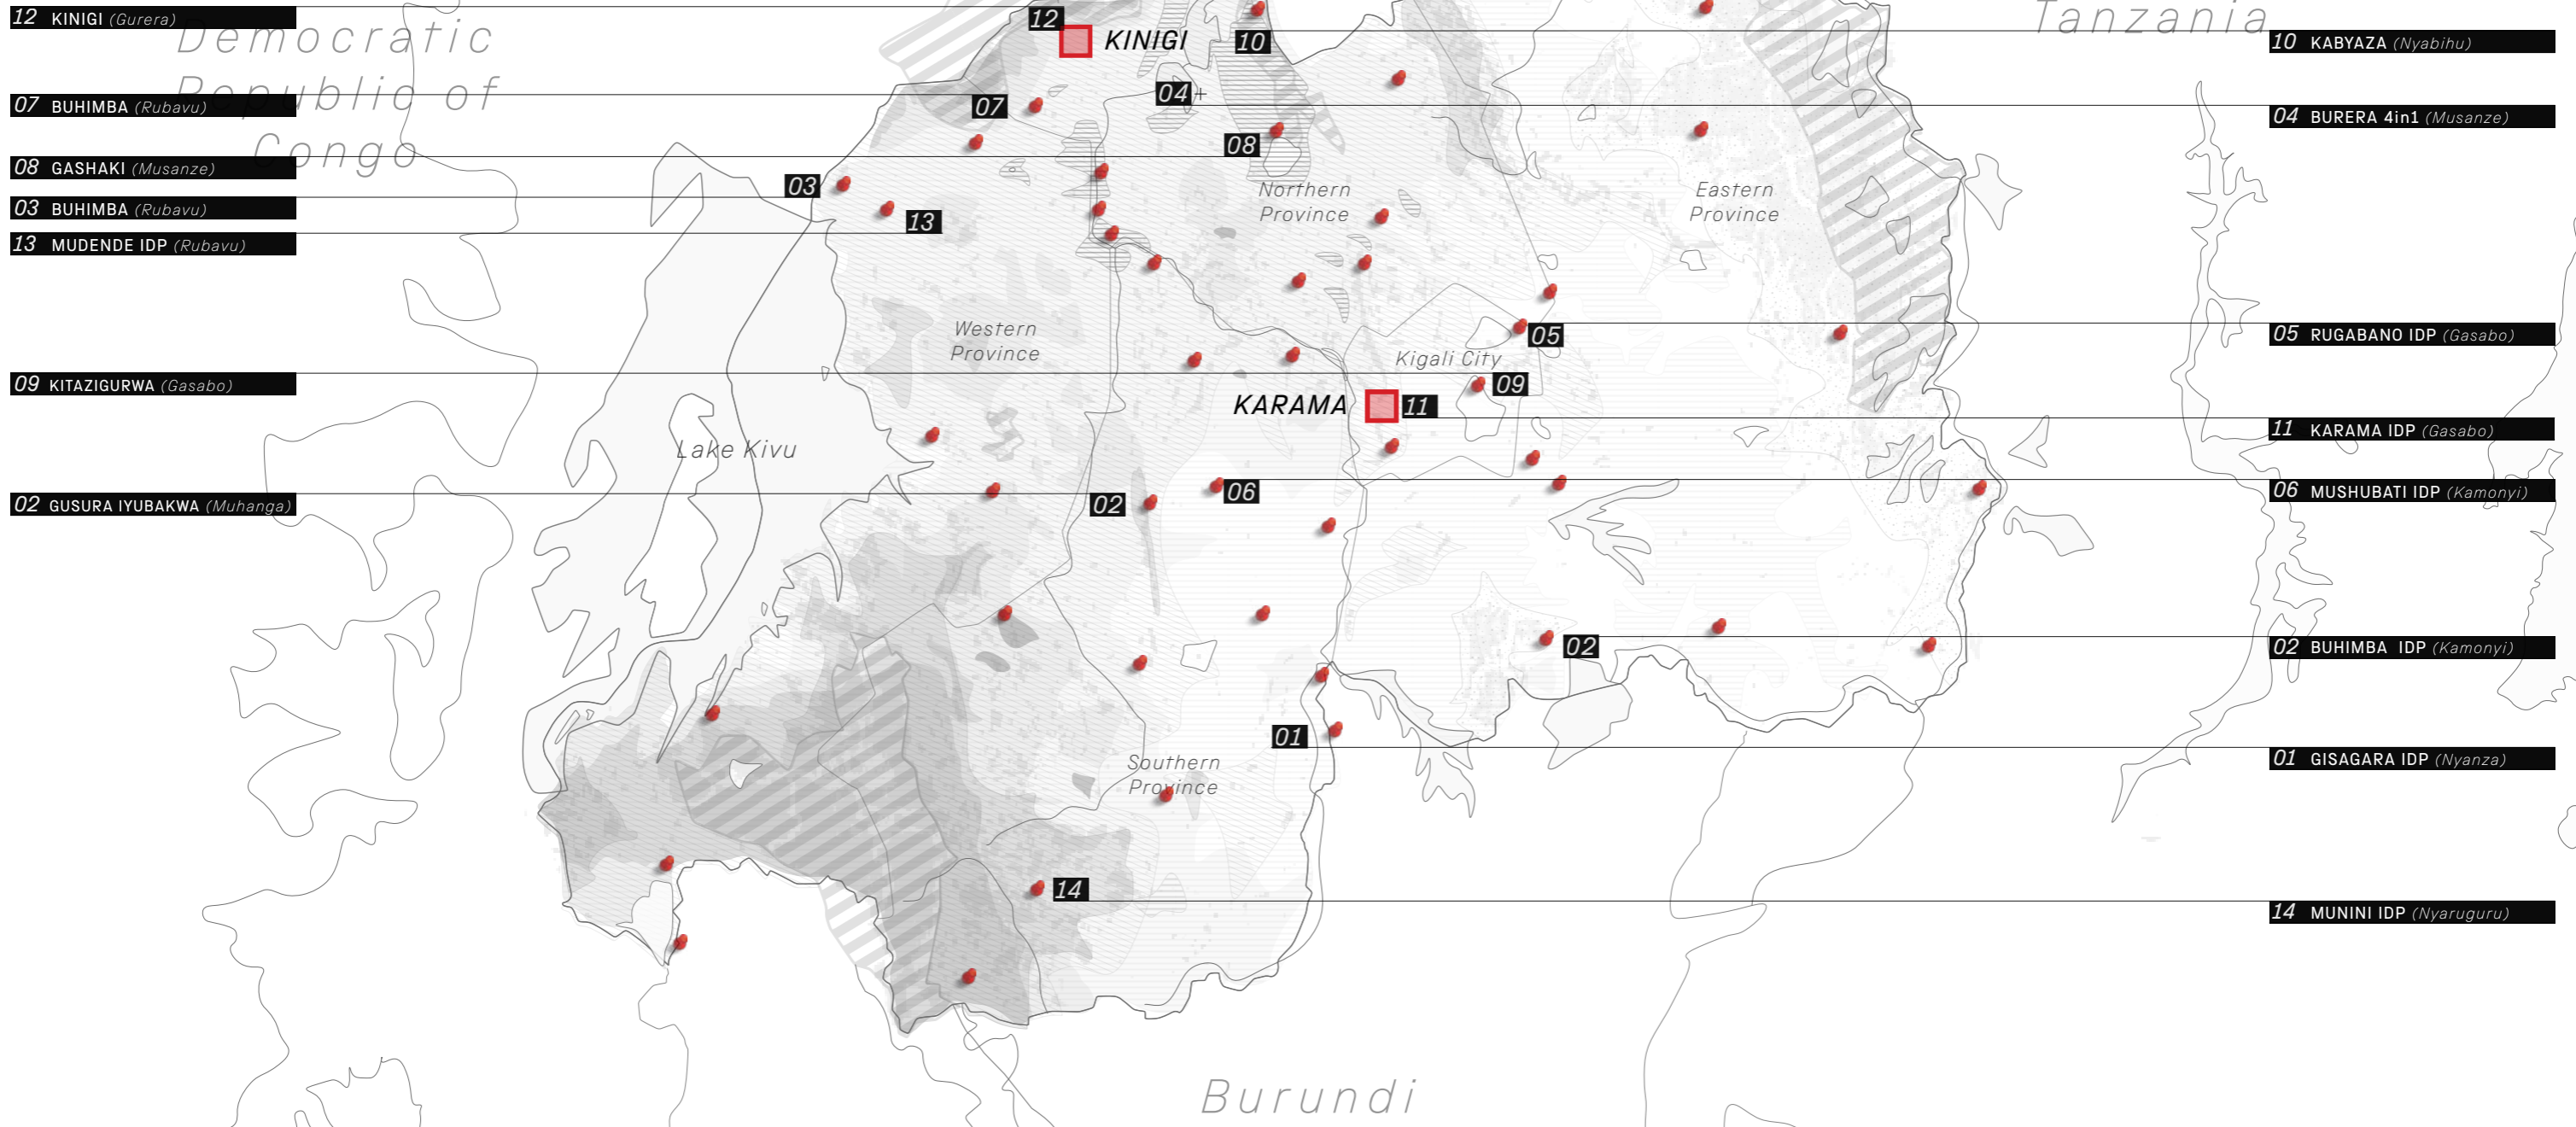 12 KINIGI (Gurera)
Democratic
Republic of
Congo
07 BUHIMBA (Rubavu)
08 GASHAKI (Musanze)
03 BUHIMBA (Rubavu)
13 MUDENDE IDP (Rubavu)
09 KITAZIGURWA (Gasabo)
02 GUSURA IYUBAKWA (Muhanga)
12
KINIGI
10
04+
07
08
03
13
Northern
Province
Eastern
Province
Western
Province
05
Kigali City
09
KARAMA
11
Lake Kivu
02
06
02
01
Southern
Province
14
Burundi
Tanzania
10 KABYAZA (Nyabihu)
04 BURERA 4in1 (Musanze)
05 RUGABANO IDP (Gasabo)
11 KARAMA IDP (Gasabo)
06 MUSHUBATI IDP (Kamonyi)
02 BUHIMBA IDP (Kamonyi)
01 GISAGARA IDP (Nyanza)
14 MUNINI IDP (Nyaruguru)